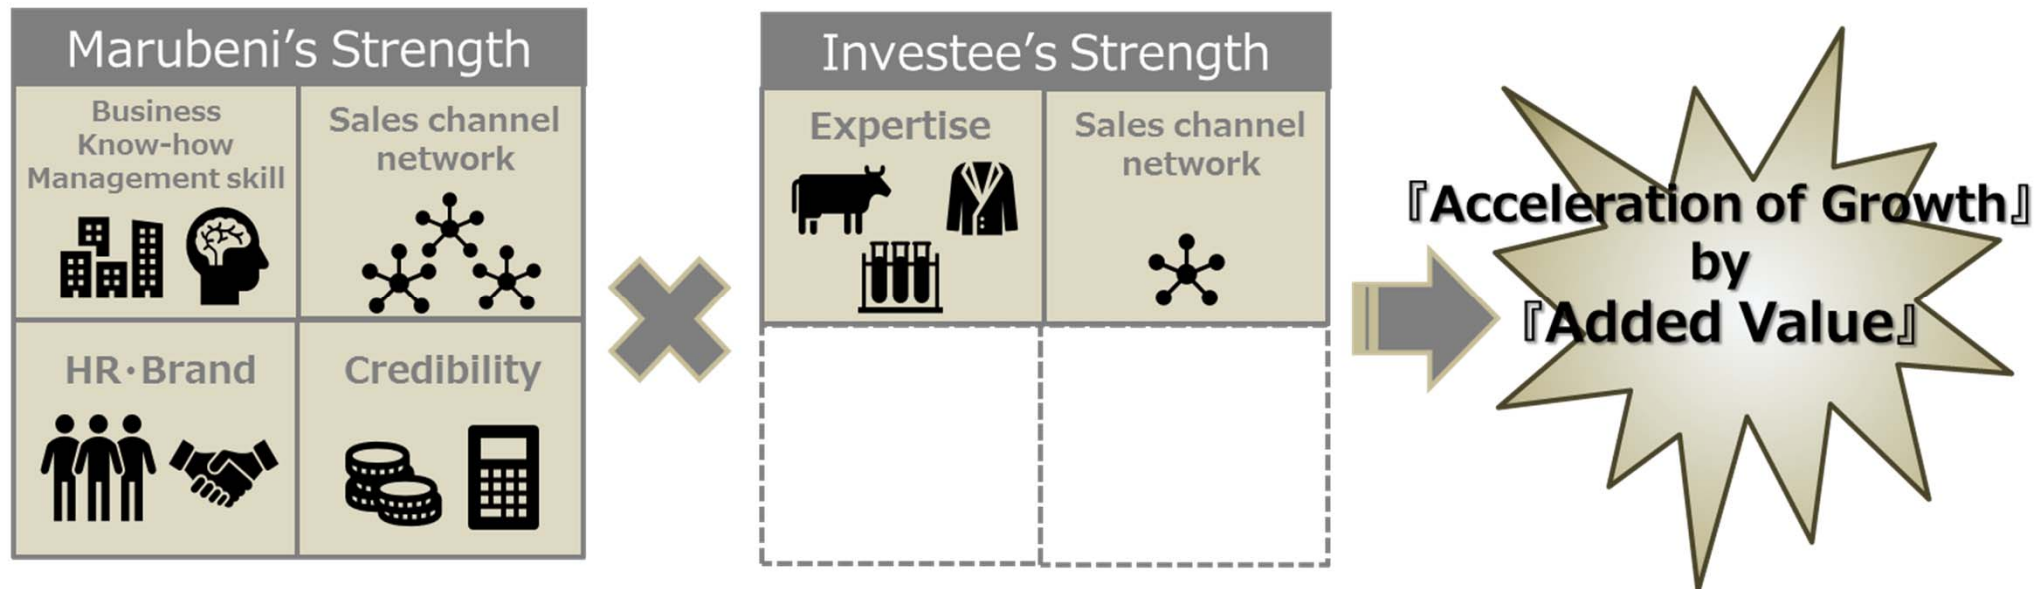 Marubeni's Strength
Business
Know-how
Management skill
Sales channel
network
HR・Brand
Credibility
Investee's Strength
Expertise
Sales channel
network
『Acceleration of Growth』
by
『Added Value』